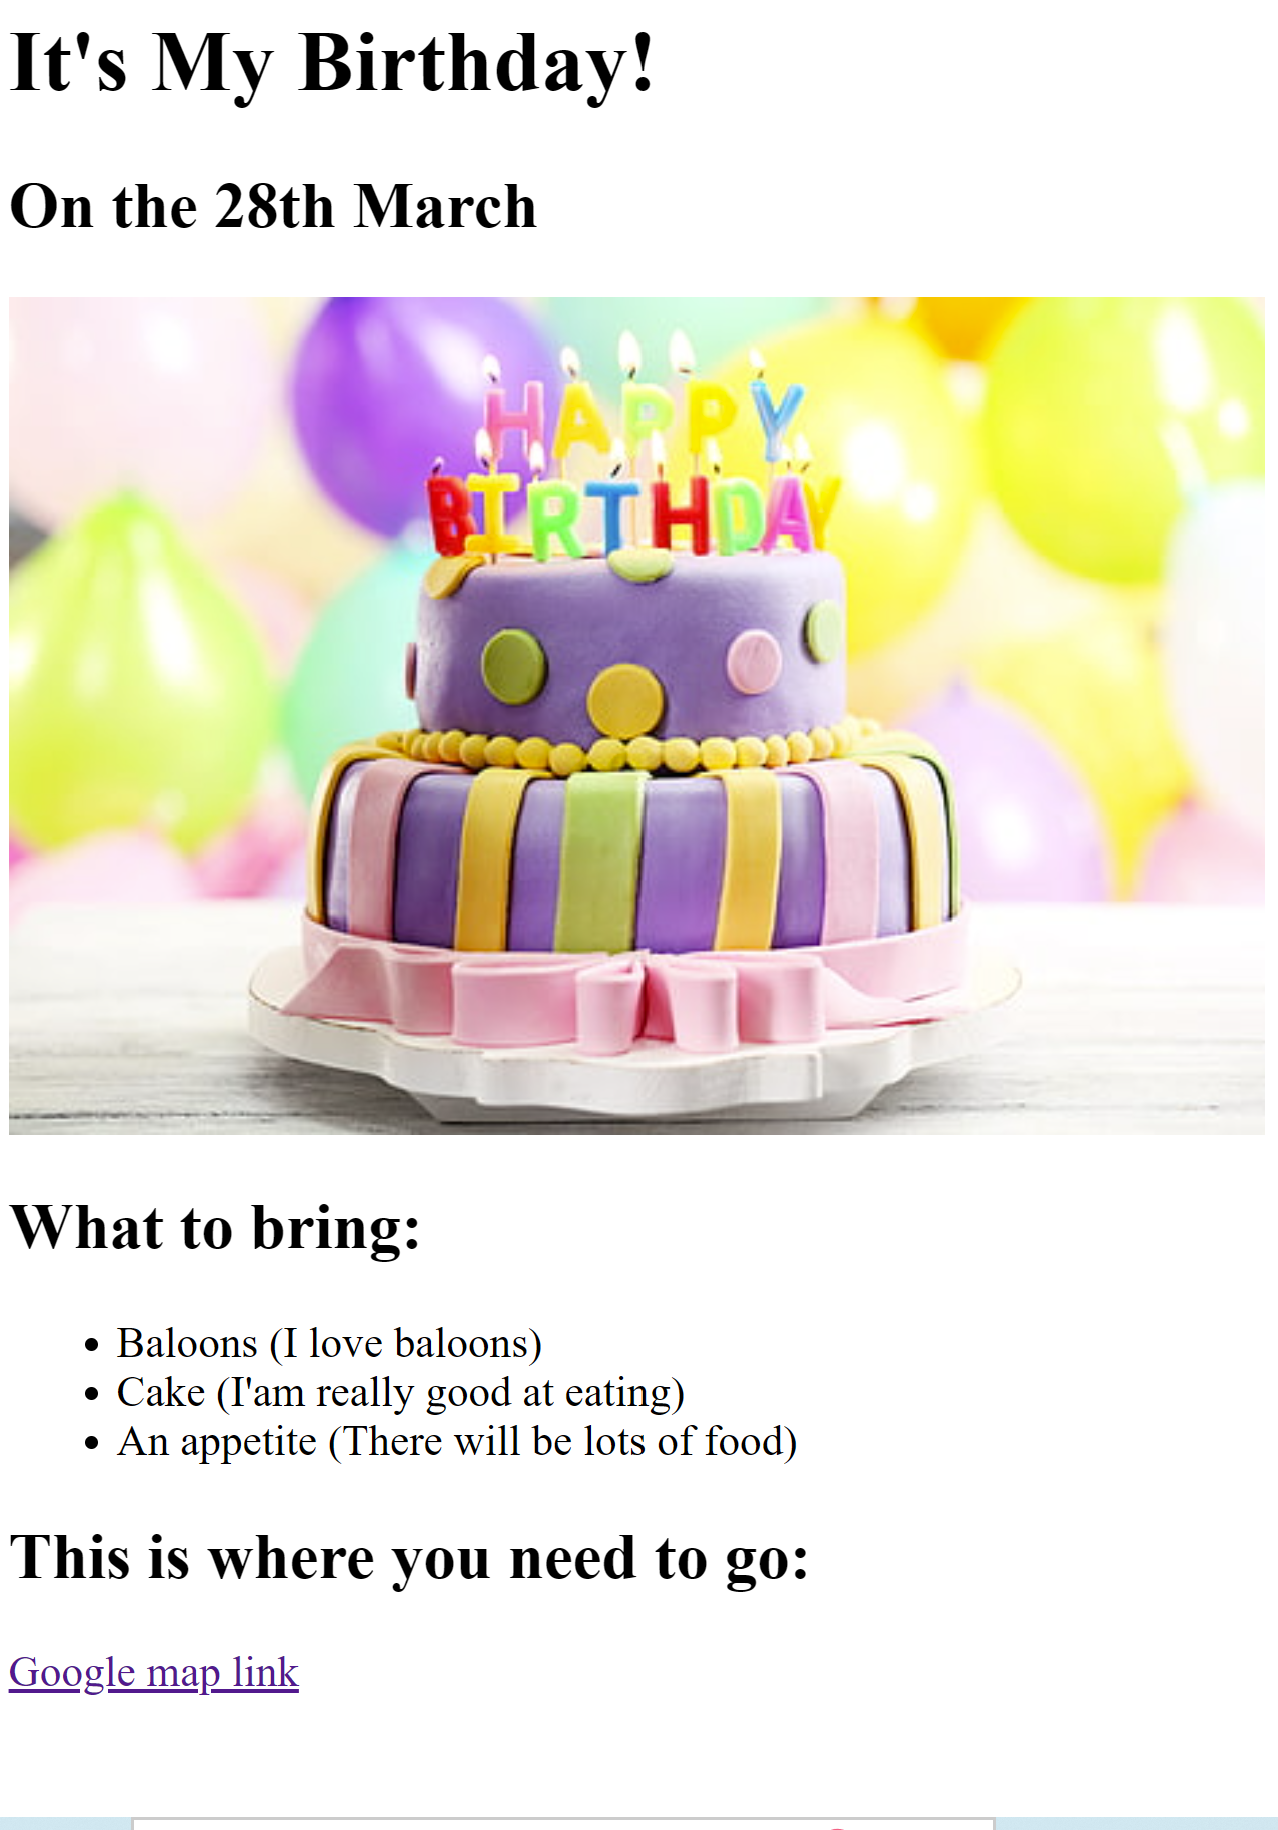 It's My Birthday!
On the 28th March
HAPPY
BIRTHDAY
What to bring:
Baloons (I love baloons)
Cake (I'am really good at eating)
An appetite (There will be lots of food)
This is where you need to go:
Google map link